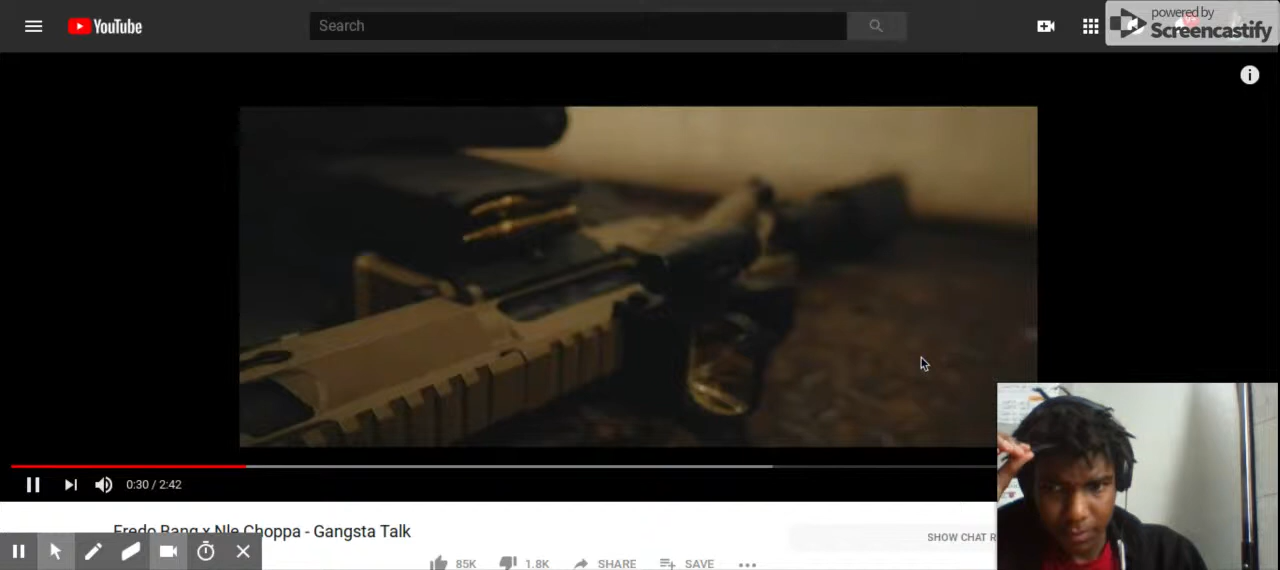 YouTube
Search
powered by
Screencastify
0:30 / 2:42
Fredo Bang x Nle Choppa - Gangsta Talk
SHOW CHAT R
85K
1.8K
SHARE
SAVE